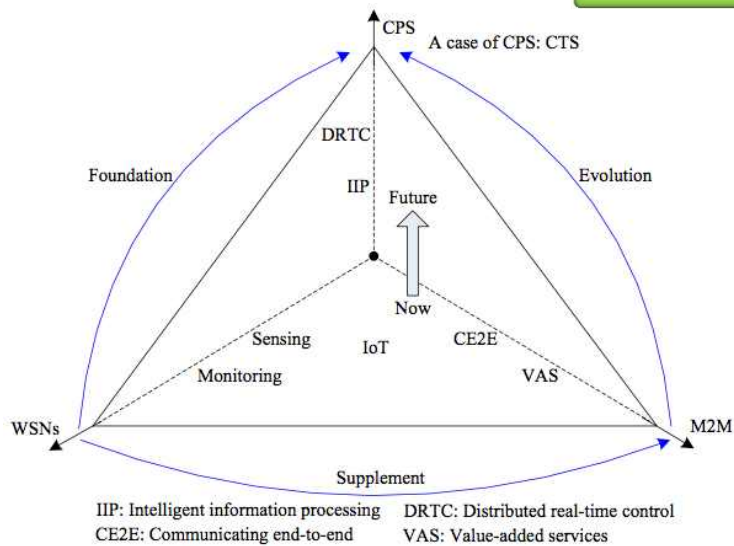 CPS
A case of CPS: CTS
DRTC
Foundation
Evolution
IIP
Future
Now
Sensing
IoT
CE2E
Monitoring
VAS
WSNs
M2M
Supplement
IIP: Intelligent information processing DRTC: Distributed real-time control
CE2E: Communicating end-to-end VAS: Value-added services